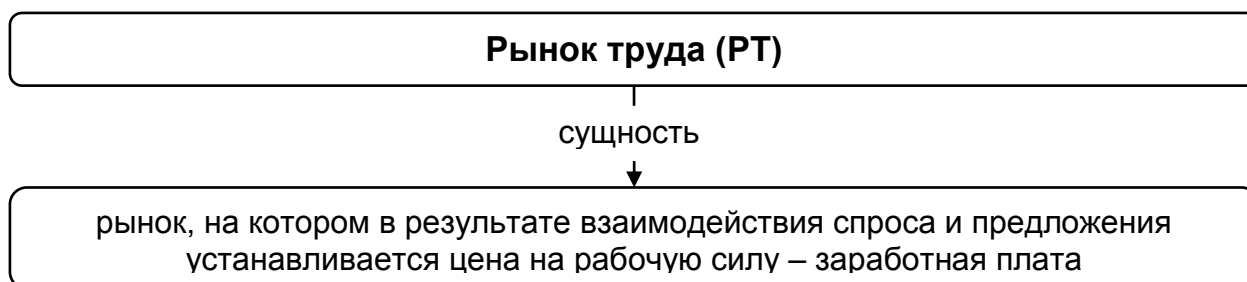 Рынок труда (РТ)
сущность
рынок, на котором в результате взаимодействия спроса и предложения
устанавливается цена на рабочую силу – заработная плата